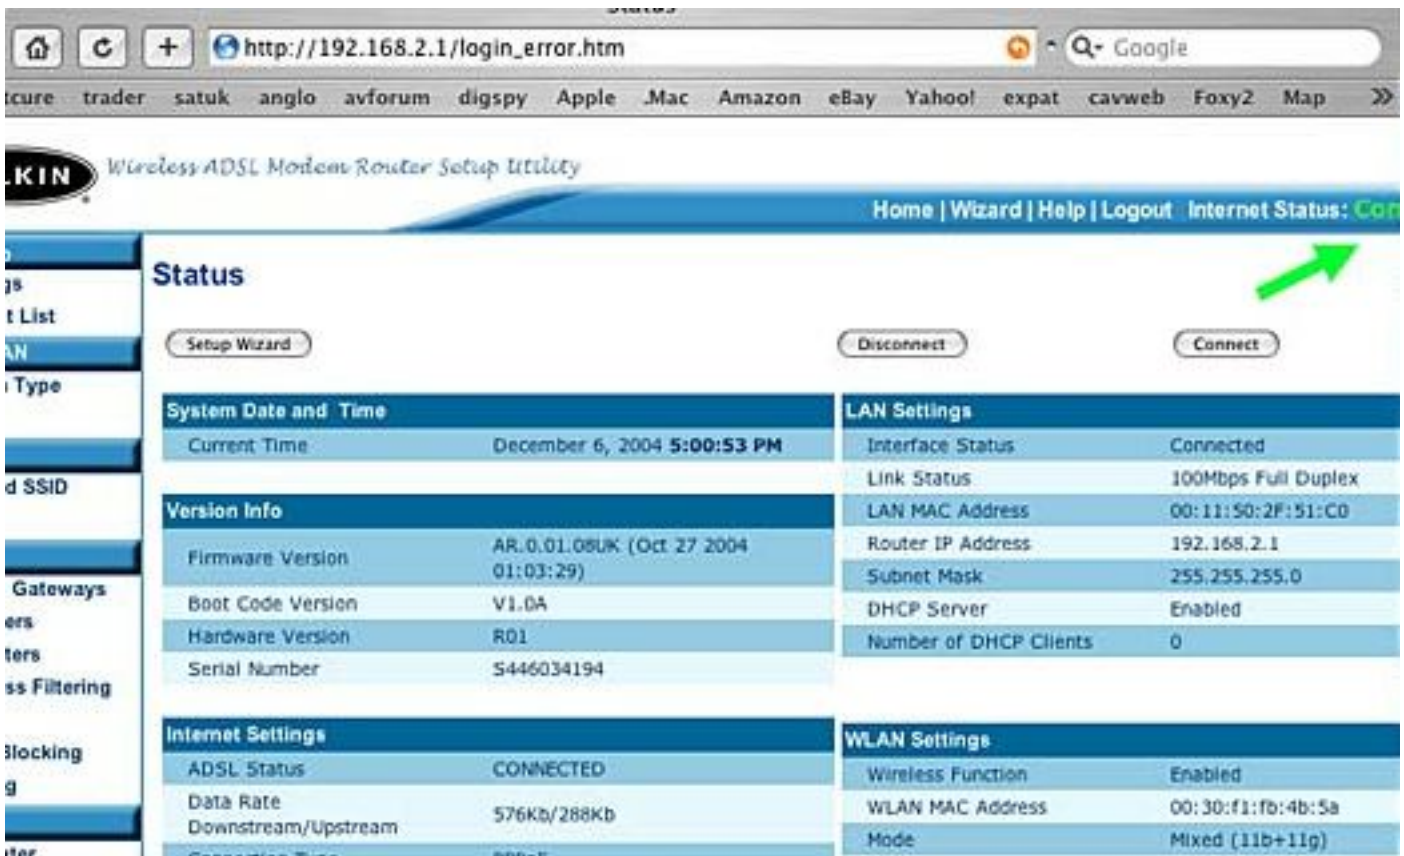 http://192.168.2.1/login_error.htm Google
tcure trader satuk anglo avforum digspy Apple .Mac Amazon eBay Yahoo! expat cavweb Foxy2 Map »
LKIN Wireless ADSL Modem Router Setup Utility
Home | Wizard | Help | Logout Internet Status: Con
Status
gs
t List
Setup Wizard Disconnect Connect
AN
Type
System Date and Time
Current Time December 6, 2004 5:00:53 PM
d SSID
Version Info
Firmware Version AR.0.01.08UK (Oct 27 2004
01:03:29)
Boot Code Version V1.0A
Hardware Version R01
Serial Number S446034194
Gateways
ers
ters
ss Filtering
Blocking
g
LAN Settings
Interface Status Connected
Link Status 100Mbps Full Duplex
LAN MAC Address 00:11:50:2F:51:C0
Router IP Address 192.168.2.1
Subnet Mask 255.255.255.0
DHCP Server Enabled
Number of DHCP Clients 0
Internet Settings
ADSL Status CONNECTED
Data Rate
Downstream/Upstream 576Kb/288Kb
WLAN Settings
Wireless Function Enabled
WLAN MAC Address 00:30:f1:fb:4b:5a
Mode Mixed (11b+11g)